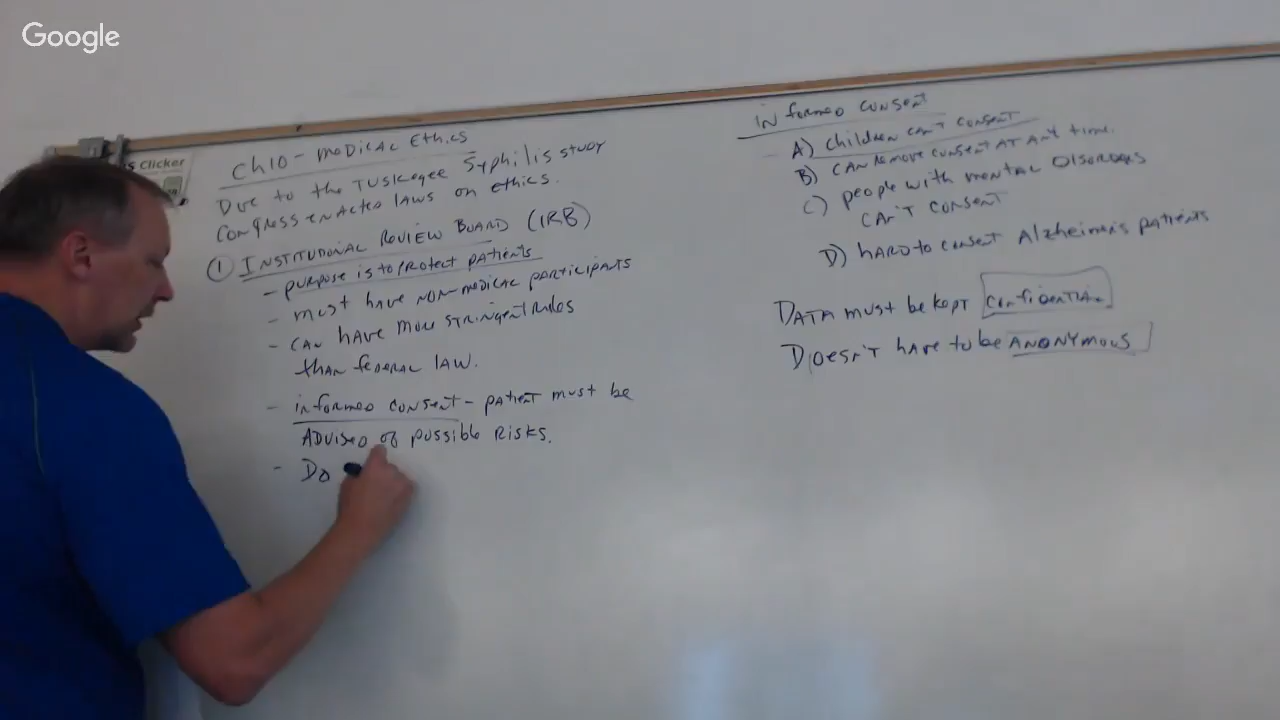 Google
s Clicker
Ch10 - Medical Ethics
Due to the Tuskegee Syphilis study
Congress enacted laws on ethics.
① Institutional Review Board (IRB)
- purpose is to protect patients
- must have non-medical participants
- can have more stringent rules
than federal law.
- informed consent - patient must be
Advised of possible Risks.
- Do
informed consent
A) children can't consent
B) can remove consent at any time.
C) people with mental Disorders
can't consent
D) hard to consent Alzheimer's patients
Data must be kept confidential
Doesn't have to be Anonymous